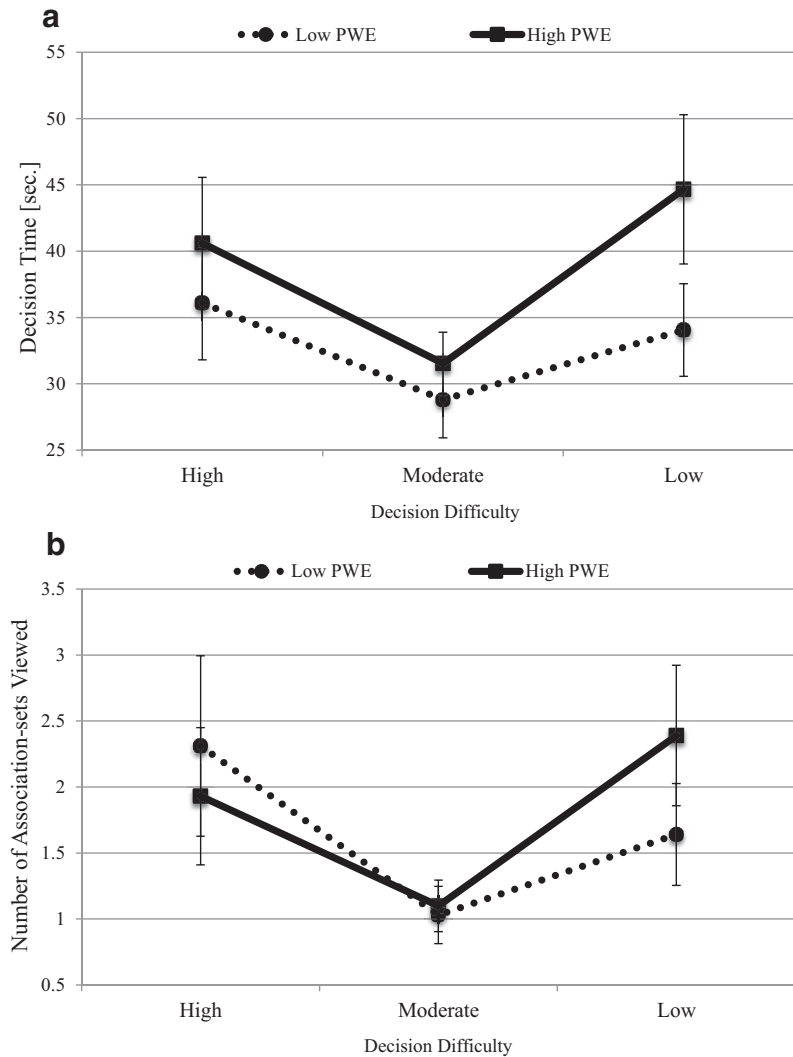 a
Low PWE High PWE
55
50
45
40
35
30
25
Decision Time [sec.]
High Moderate Low
Decision Difficulty
b
Low PWE High PWE
3.5
3
2.5
2
1.5
1
0.5
Number of Association-sets Viewed
High Moderate Low
Decision Difficulty